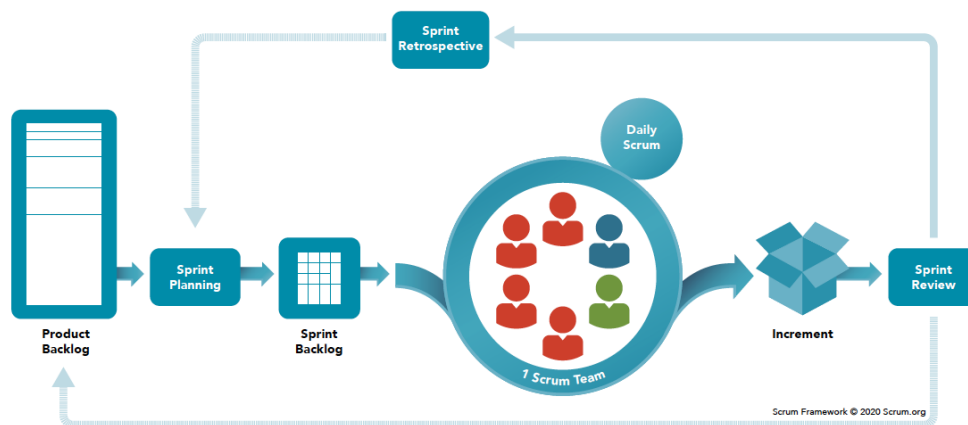 Sprint
Retrospective
Daily
Scrum
Sprint
Planning
Sprint
Review
Product
Backlog
Sprint
Backlog
1 Scrum Team
Increment
Scrum Framework © 2020 Scrum.org